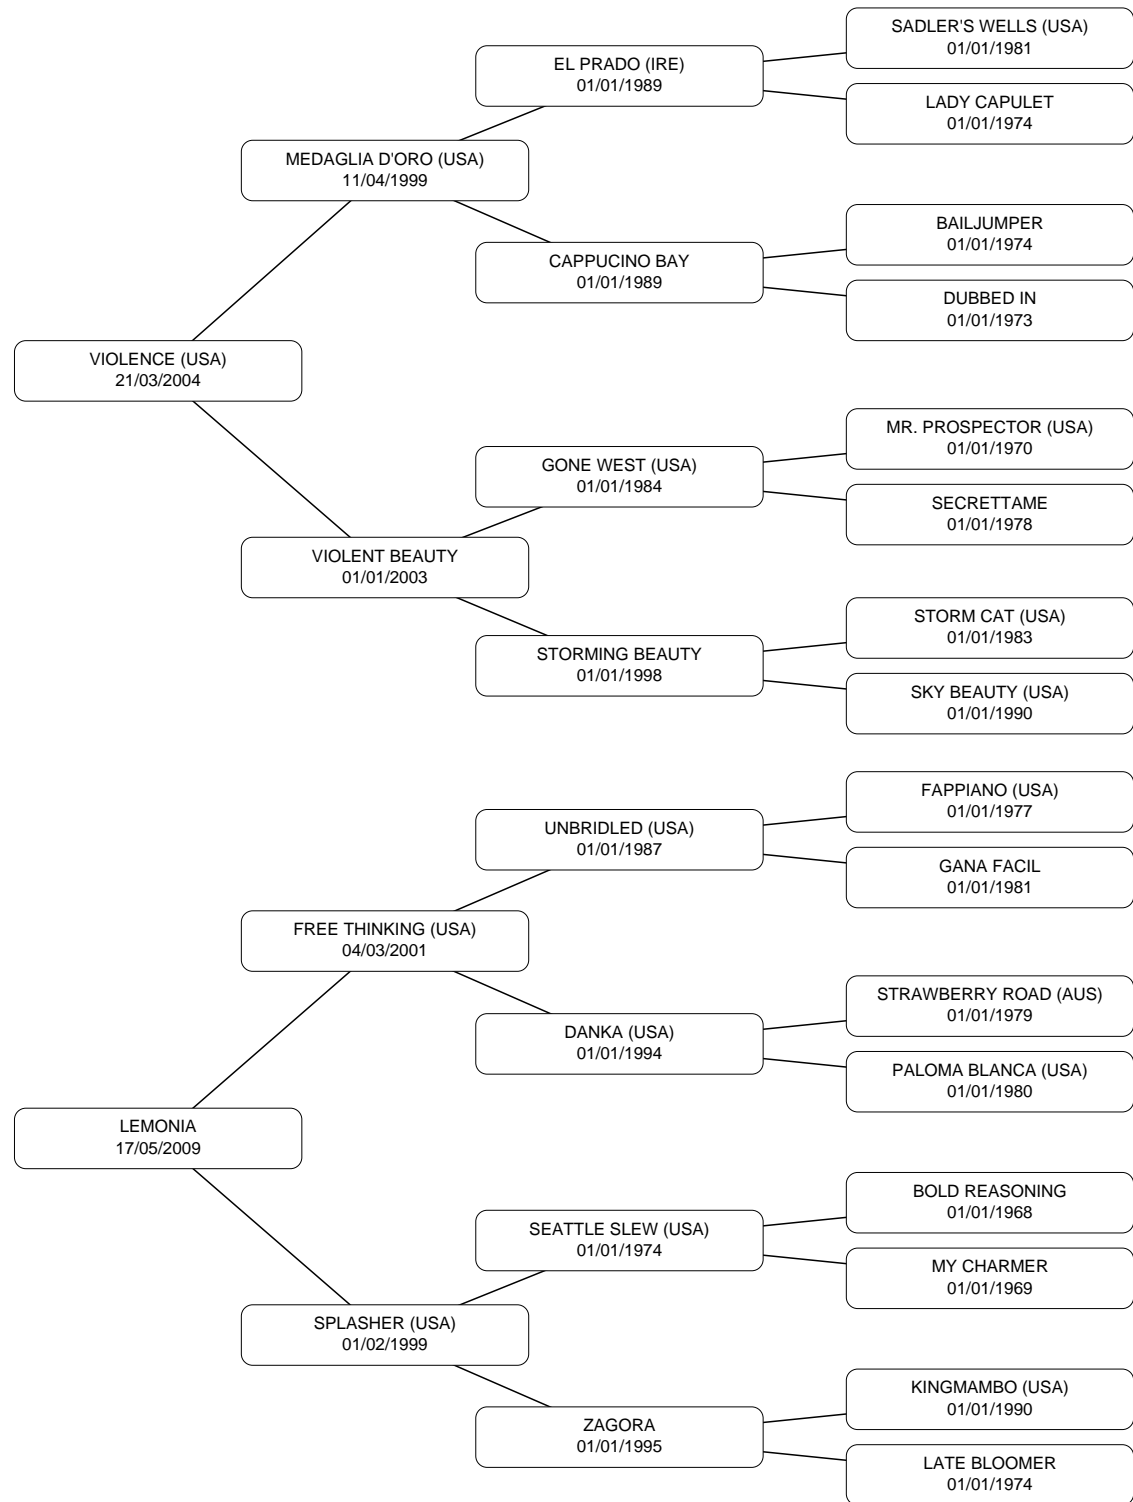 SADLER'S WELLS (USA)
01/01/1981
EL PRADO (IRE)
01/01/1989
LADY CAPULET
01/01/1974
MEDAGLIA D'ORO (USA)
11/04/1999
BAILJUMPER
01/01/1974
CAPPUCINO BAY
01/01/1989
DUBBED IN
01/01/1973
VIOLENCE (USA)
21/03/2004
MR. PROSPECTOR (USA)
01/01/1970
GONE WEST (USA)
01/01/1984
SECRETTAME
01/01/1978
VIOLENT BEAUTY
01/01/2003
STORM CAT (USA)
01/01/1983
STORMING BEAUTY
01/01/1998
SKY BEAUTY (USA)
01/01/1990
FAPPIANO (USA)
01/01/1977
UNBRIDLED (USA)
01/01/1987
GANA FACIL
01/01/1981
FREE THINKING (USA)
04/03/2001
STRAWBERRY ROAD (AUS)
01/01/1979
DANKA (USA)
01/01/1994
PALOMA BLANCA (USA)
01/01/1980
LEMONIA
17/05/2009
BOLD REASONING
01/01/1968
SEATTLE SLEW (USA)
01/01/1974
MY CHARMER
01/01/1969
SPLASHER (USA)
01/02/1999
KINGMAMBO (USA)
01/01/1990
ZAGORA
01/01/1995
LATE BLOOMER
01/01/1974